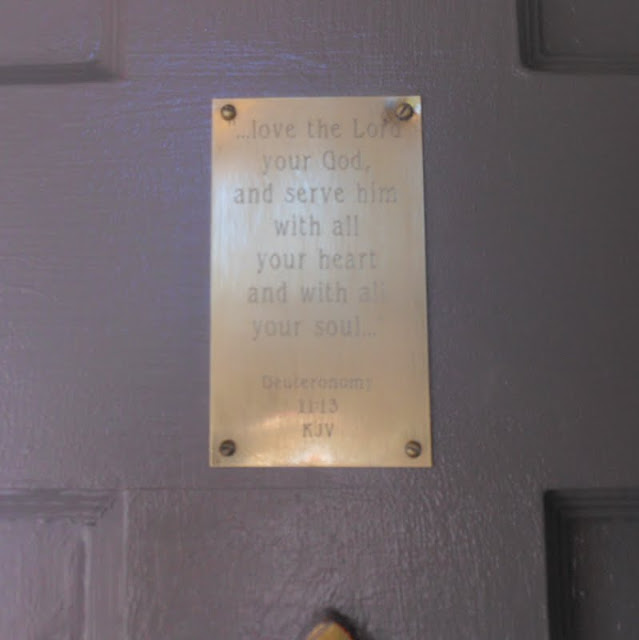 "...love the Lord
your God,
and serve him
with all
your heart
and with all
your soul...
Deuteronomy
11:13
KJV